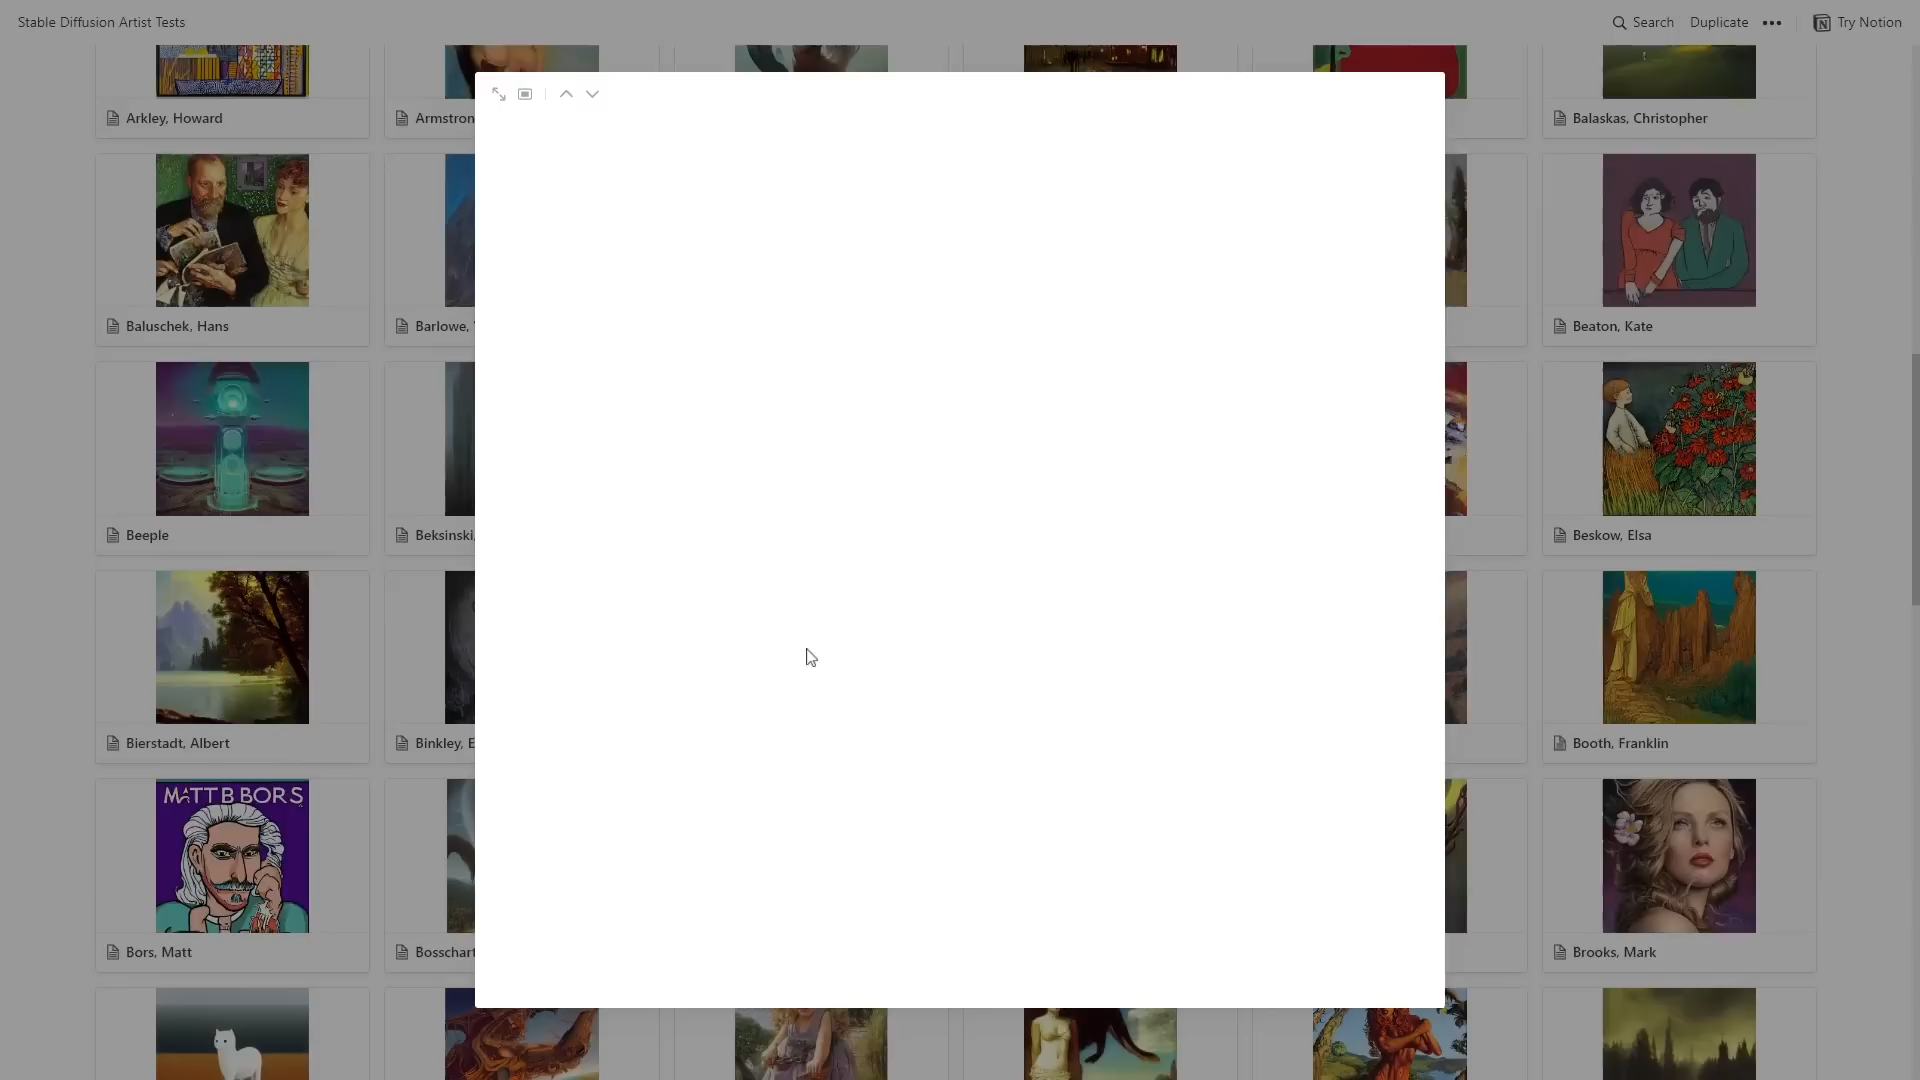 Stable Diffusion Artist Tests
Search Duplicate ••• Try Notion
Arkley, Howard
Armstron
Balaskas, Christopher
Baluschek, Hans
Barlowe,
Beaton, Kate
Beeple
Beksinski,
Beskow, Elsa
Bierstadt, Albert
Binkley, E
Booth, Franklin
MATTB BORS
Bors, Matt
Bosschart
Brooks, Mark